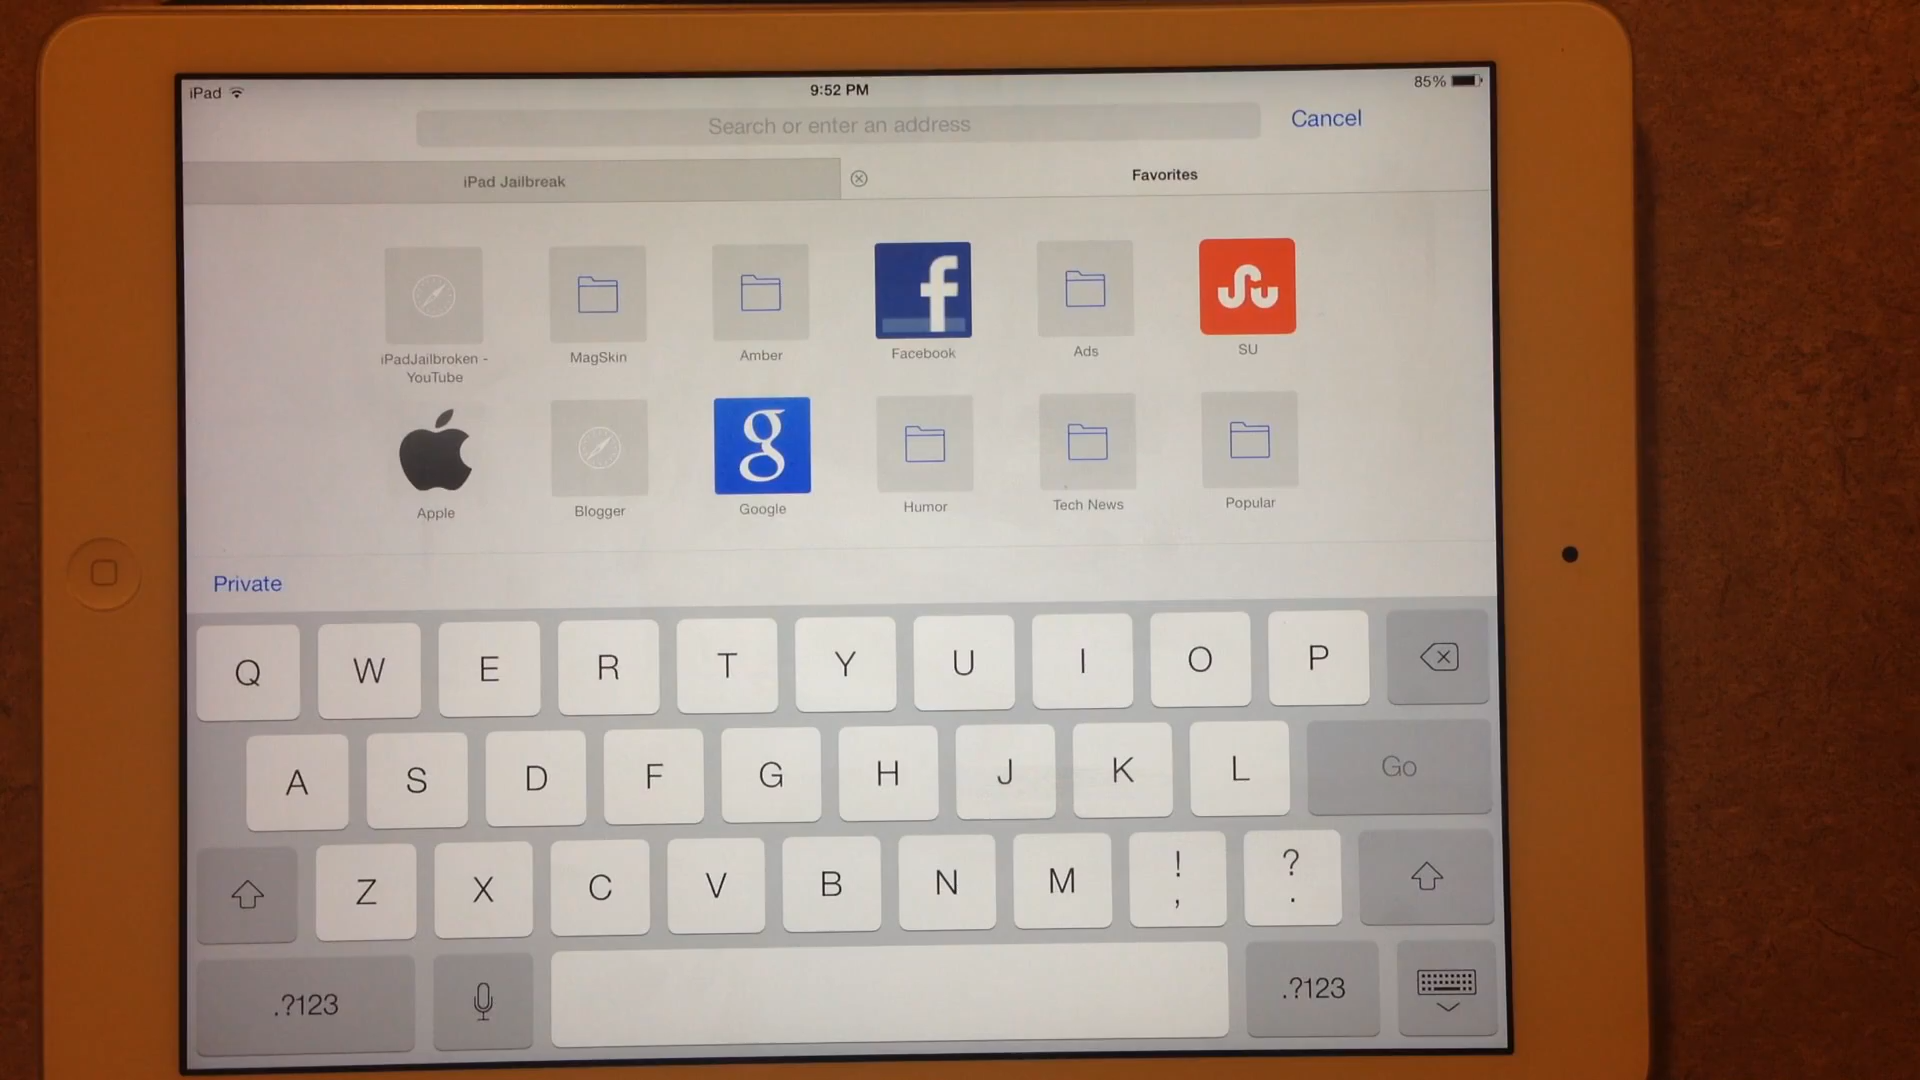 iPad
9:52 PM
85%
Search or enter an address
Cancel
iPad Jailbreak
Favorites
f
iPadJailbroken -
YouTube
MagSkin
Amber
Facebook
Ads
SU
g
Apple
Blogger
Google
Humor
Tech News
Popular
Private
Q W E R T Y U I O P
A S D F G H J K L Go
Z X C V B N M ! , ? .
.?123 .?123